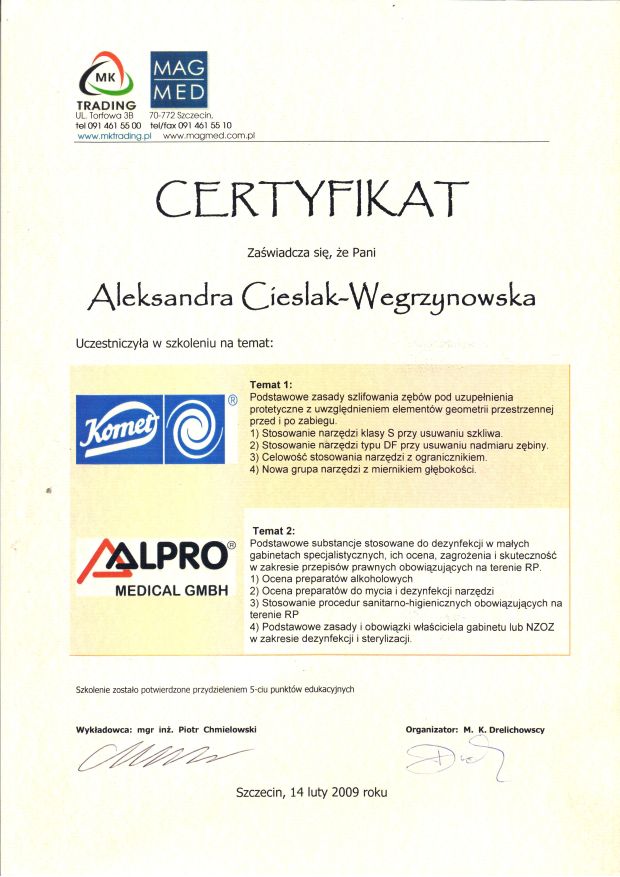 MK
TRADING
MAG
MED
UL. Torfowa 3B 70-772 Szczecin,
tel 091 461 55 00 tel/fax 091 461 55 10
www.mktrading.pl www.magmed.com.pl
CERTYFIKAT
Zaświadcza się, że Pani
Aleksandra Cieslak-Wegrzynowska
Uczestniczyła w szkoleniu na temat:
Komet ®
Temat 1:
Podstawowe zasady szlifowania zębów pod uzupełnienia
protetyczne z uwzględnieniem elementów geometrii przestrzennej
przed i po zabiegu.
1) Stosowanie narzędzi klasy S przy usuwaniu szkliwa.
2) Stosowanie narzędzi typu DF przy usuwaniu nadmiaru zębiny.
3) Celowość stosowania narzędzi z ogranicznikiem.
4) Nowa grupa narzędzi z miernikiem głębokości.
ALPRO ®
MEDICAL GMBH
Temat 2:
Podstawowe substancje stosowane do dezynfekcji w małych
gabinetach specjalistycznych, ich ocena, zagrożenia i skuteczność
w zakresie przepisów prawnych obowiązujących na terenie RP.
1) Ocena preparatów alkoholowych
2) Ocena preparatów do mycia i dezynfekcji narzędzi
3) Stosowanie procedur sanitarno-higienicznych obowiązujących na
terenie RP
4) Podstawowe zasady i obowiązki właściciela gabinetu lub NZOZ
w zakresie dezynfekcji i sterylizacji.
Szkolenie zostało potwierdzone przydzieleniem 5-ciu punktów edukacyjnych
Wykładowca: mgr inż. Piotr Chmielowski
Organizator: M. K. Drelichowscy
Szczecin, 14 luty 2009 roku